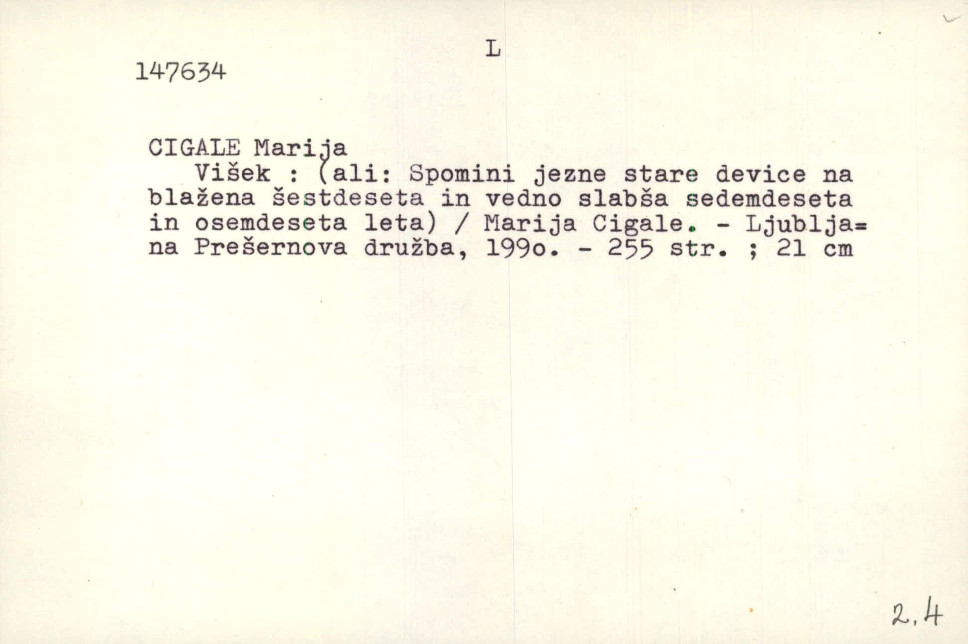 L
147634
CIGALE Marija
Višek : (ali: Spomini jezne stare device na
blažena šestdeseta in vedno slabša sedemdeseta
in osemdeseta leta) / Marija Cigale. - Ljublja=
na Prešernova družba, 199o. - 255 str. ; 21 cm
2.4